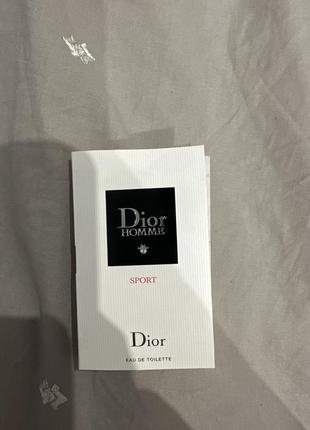 Dior
HOMME
SPORT
Dior
EAU DE TOILETTE